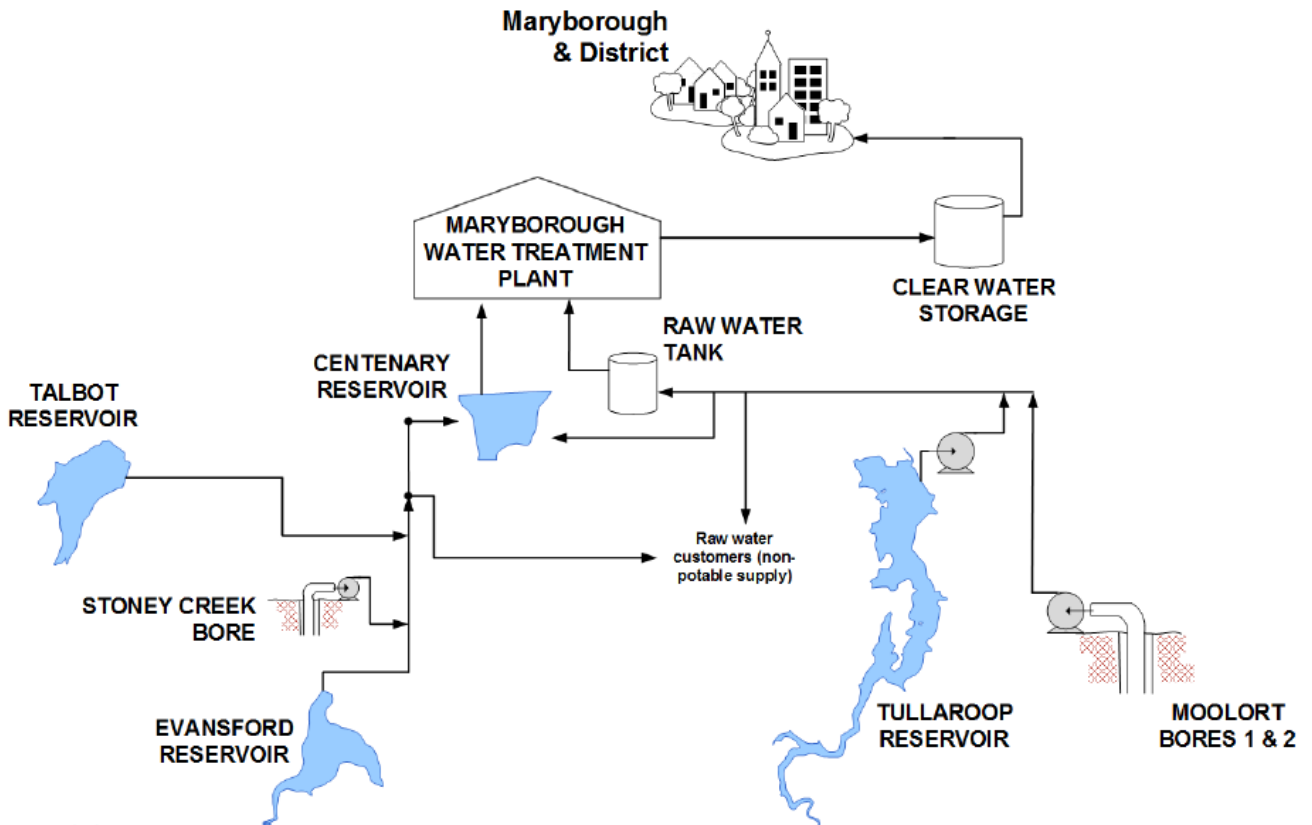 Maryborough
& District
MARYBOROUGH
WATER TREATMENT
PLANT
CLEAR WATER
STORAGE
RAW WATER
TANK
CENTENARY
RESERVOIR
TALBOT
RESERVOIR
Raw water
customers (non-
potable supply)
STONEY CREEK
BORE
EVANSFORD
RESERVOIR
TULLAROOP
RESERVOIR
MOOLORT
BORES 1 & 2